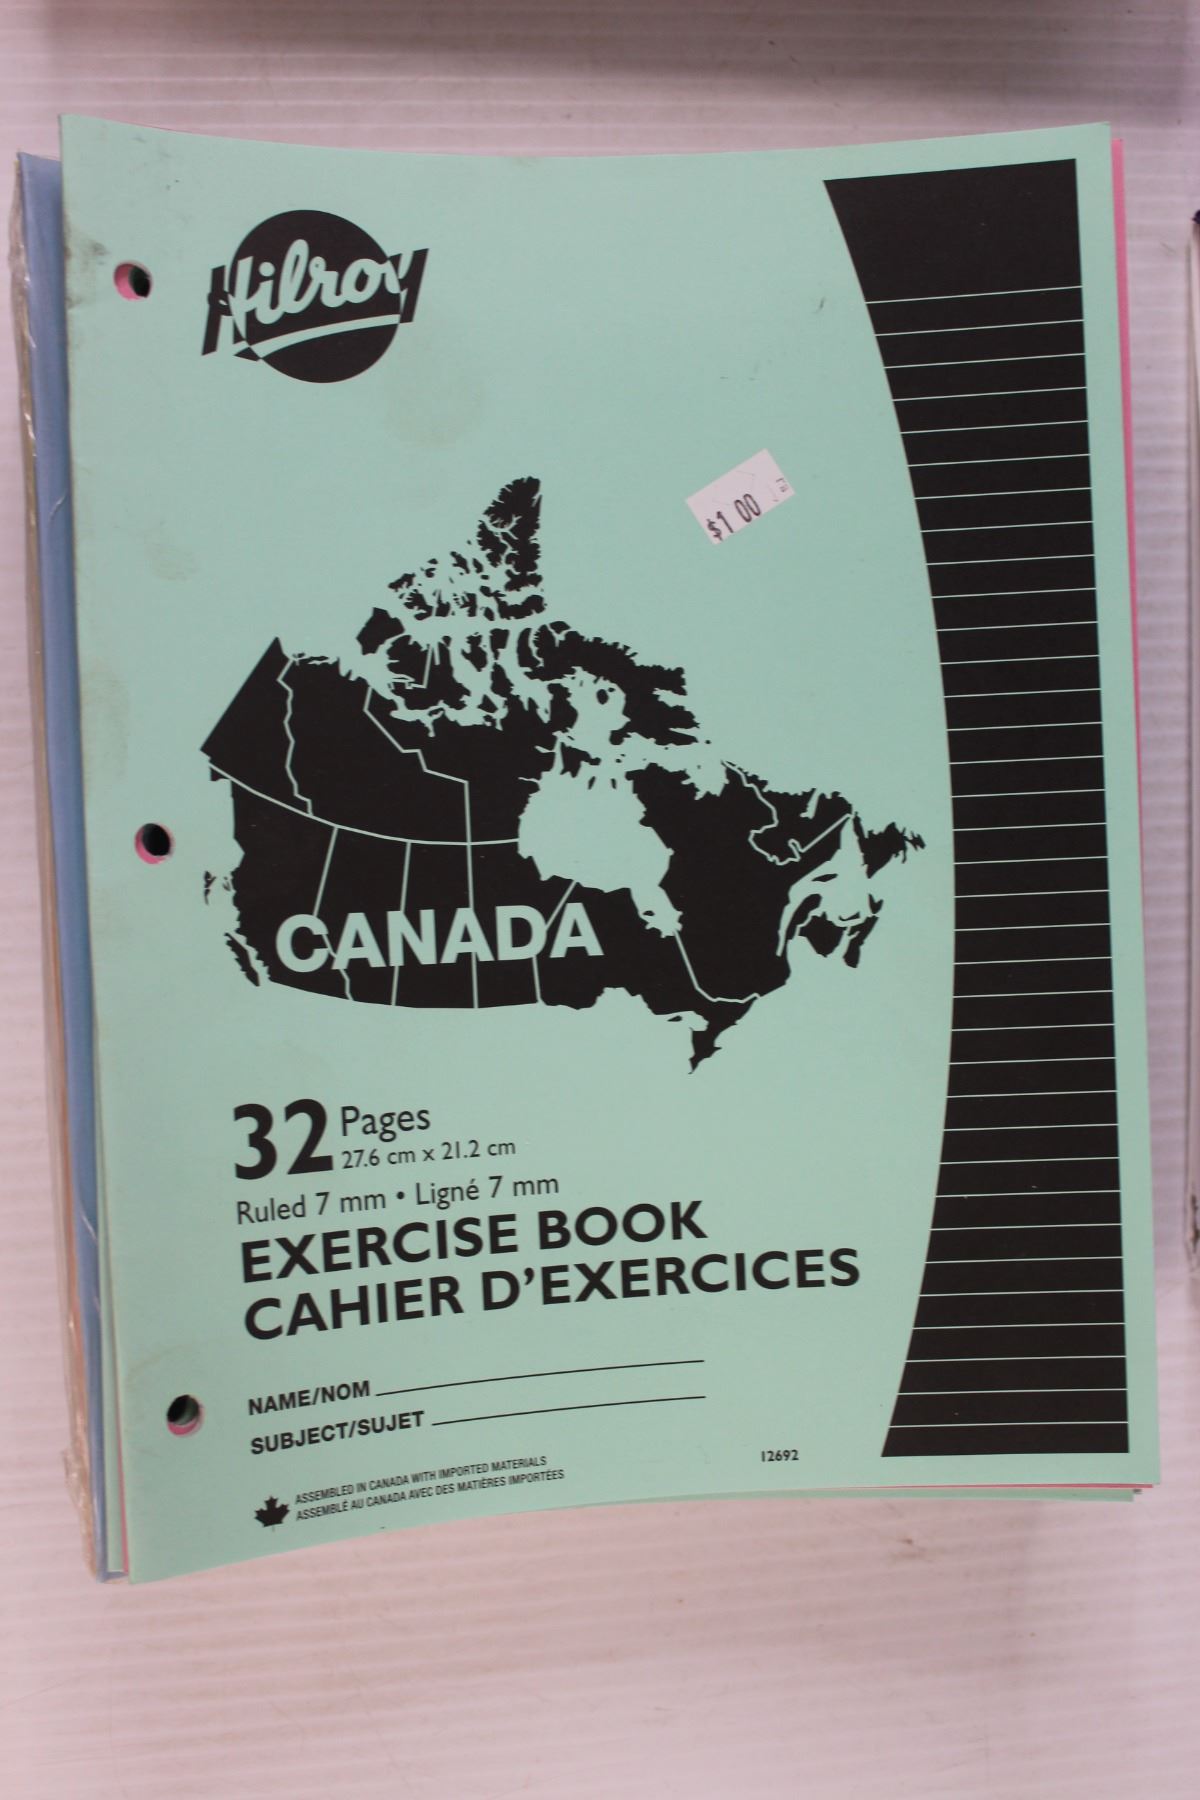 Hilroy
$1.00
CANADA
32 Pages
27.6 cm x 21.2 cm
Ruled 7 mm • Ligné 7 mm
EXERCISE BOOK
CAHIER D'EXERCICES
NAME/NOM
SUBJECT/SUJET
ASSEMBLED IN CANADA WITH IMPORTED MATERIALS
ASSEMBLÉ AU CANADA AVEC DES MATIÈRES IMPORTÉES
12692